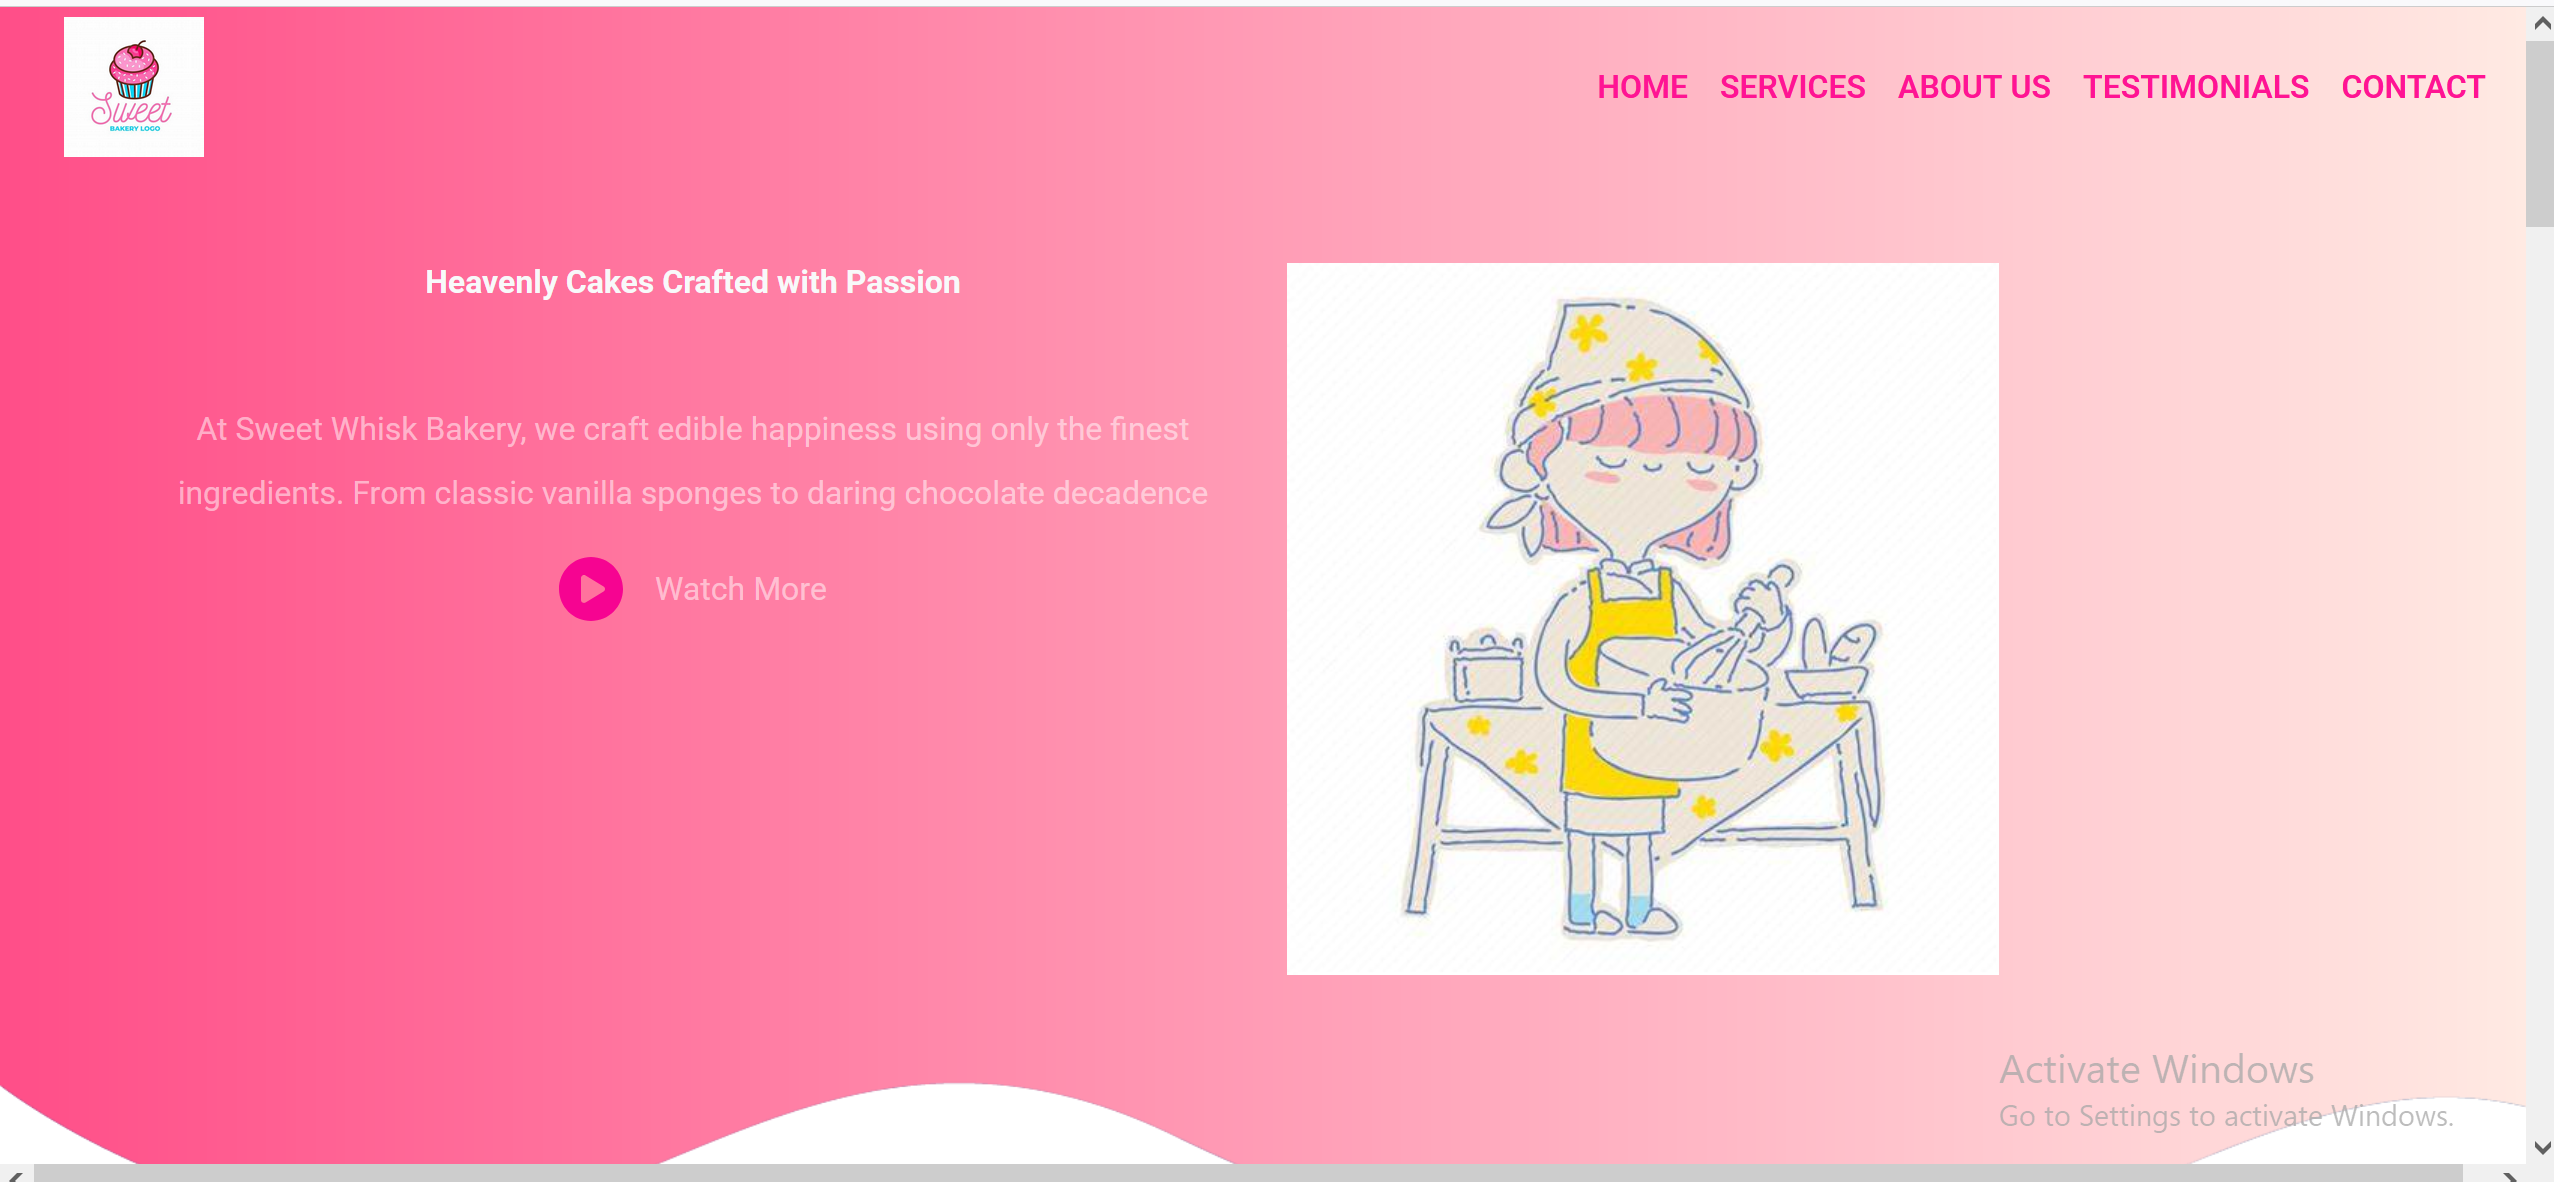 Sweet
BAKERY LOGO
HOME SERVICES ABOUT US TESTIMONIALS CONTACT
Heavenly Cakes Crafted with Passion
At Sweet Whisk Bakery, we craft edible happiness using only the finest
ingredients. From classic vanilla sponges to daring chocolate decadence
Watch More
Activate Windows
Go to Settings to activate Windows.